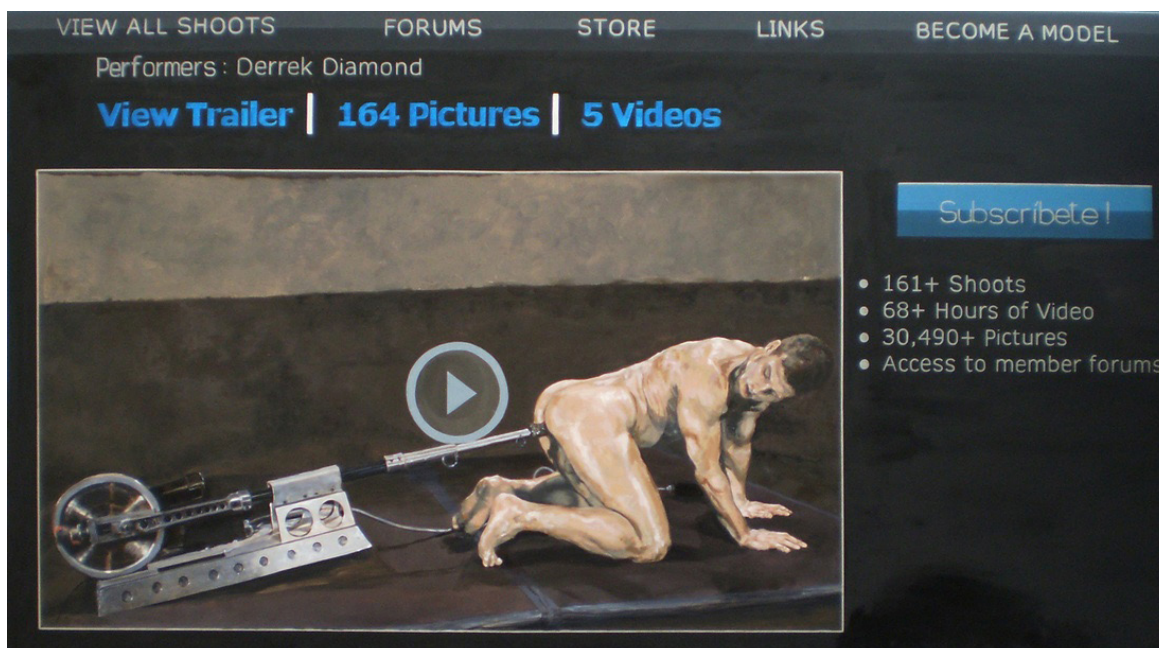 VIEW ALL SHOOTS FORUMS STORE LINKS BECOME A MODEL
Performers : Derrek Diamond
View Trailer | 164 Pictures | 5 Videos
Subscríbete !
161+ Shoots
68+ Hours of Video
30,490+ Pictures
Access to member forums